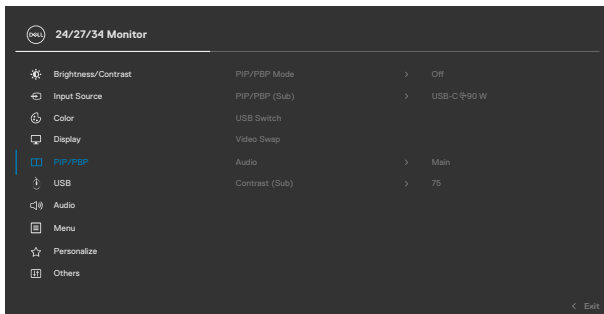 DELL 24/27/34 Monitor
Brightness/Contrast PIP/PBP Mode > Off
Input Source PIP/PBP (Sub) > USB-C 90 W
Color USB Switch
Display Video Swap
PIP/PBP Audio > Main
USB Contrast (Sub) > 75
Audio
Menu
Personalize
Others
< Exit